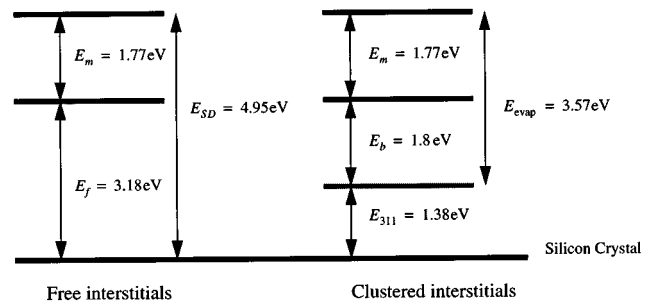 E_m = 1.77eV
E_SD = 4.95eV
E_f = 3.18eV
E_m = 1.77eV
E_evap = 3.57eV
E_b = 1.8eV
E_311 = 1.38eV
Silicon Crystal
Free interstitials
Clustered interstitials